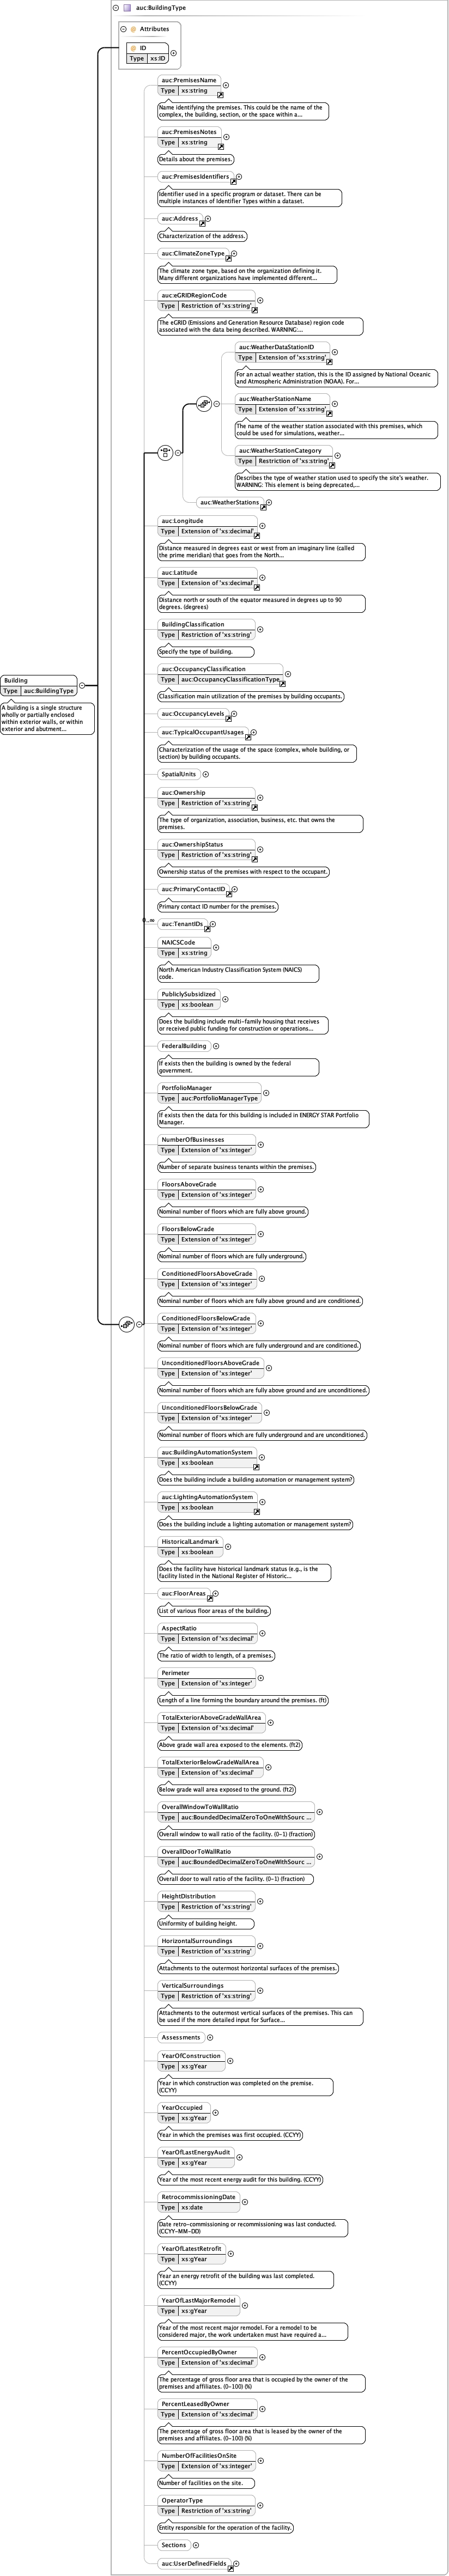 auc:BuildingType
Attributes
ID
Type xs:ID
auc:PremisesName
Type xs:string
Name identifying the premises. This could be the name of the
complex, the building, section, or the space within a...
auc:PremisesNotes
Type xs:string
Details about the premises.
auc:PremisesIdentifiers
Identifier used in a specific program or dataset. There can be
multiple instances of Identifier Types within a dataset.
auc:Address
Characterization of the address.
auc:ClimateZoneType
The climate zone type, based on the organization defining it.
Many different organizations have implemented different...
auc:eGRIDRegionCode
Type Restriction of 'xs:string'
The eGRID (Emissions and Generation Resource Database) region code
associated with the data being described. WARNING:...
auc:WeatherDataStationID
Type Extension of 'xs:string'
For an actual weather station, this is the ID assigned by National Oceanic
and Atmospheric Administration (NOAA). For...
auc:WeatherStationName
Type Extension of 'xs:string'
The name of the weather station associated with this premises, which
could be used for simulations, weather...
auc:WeatherStationCategory
Type Restriction of 'xs:string'
Describes the type of weather station used to specify the site's weather.
WARNING: This element is being deprecated,...
auc:WeatherStations
auc:Longitude
Type Extension of 'xs:decimal'
Distance measured in degrees east or west from an imaginary line (called
the prime meridian) that goes from the North...
auc:Latitude
Type Extension of 'xs:decimal'
Distance north or south of the equator measured in degrees up to 90
degrees. (degrees)
BuildingClassification
Type Restriction of 'xs:string'
Specify the type of building.
auc:OccupancyClassification
Type auc:OccupancyClassificationType
Classification main utilization of the premises by building occupants.
Building
Type auc:BuildingType
A building is a single structure
wholly or partially enclosed
within exterior walls, or within
exterior and abutment...
auc:OccupancyLevels
auc:TypicalOccupantUsages
Characterization of the usage of the space (complex, whole building, or
section) by building occupants.
SpatialUnits
auc:Ownership
Type Restriction of 'xs:string'
The type of organization, association, business, etc. that owns the
premises.
auc:OwnershipStatus
Type Restriction of 'xs:string'
Ownership status of the premises with respect to the occupant.
auc:PrimaryContactID
Primary contact ID number for the premises.
0..∞
auc:TenantIDs
NAICSCode
Type xs:string
North American Industry Classification System (NAICS)
code.
PubliclySubsidized
Type xs:boolean
Does the building include multi-family housing that receives
or received public funding for construction or operations...
FederalBuilding
If exists then the building is owned by the federal
government.
PortfolioManager
Type auc:PortfolioManagerType
If exists then the data for this building is included in ENERGY STAR Portfolio
Manager.
NumberOfBusinesses
Type Extension of 'xs:integer'
Number of separate business tenants within the premises.
FloorsAboveGrade
Type Extension of 'xs:integer'
Nominal number of floors which are fully above ground.
FloorsBelowGrade
Type Extension of 'xs:integer'
Nominal number of floors which are fully underground.
ConditionedFloorsAboveGrade
Type Extension of 'xs:integer'
Nominal number of floors which are fully above ground and are conditioned.
ConditionedFloorsBelowGrade
Type Extension of 'xs:integer'
Nominal number of floors which are fully underground and are conditioned.
UnconditionedFloorsAboveGrade
Type Extension of 'xs:integer'
Nominal number of floors which are fully above ground and are unconditioned.
UnconditionedFloorsBelowGrade
Type Extension of 'xs:integer'
Nominal number of floors which are fully underground and are unconditioned.
auc:BuildingAutomationSystem
Type xs:boolean
Does the building include a building automation or management system?
auc:LightingAutomationSystem
Type xs:boolean
Does the building include a lighting automation or management system?
HistoricalLandmark
Type xs:boolean
Does the facility have historical landmark status (e.g., is the
facility listed in the National Register of Historic...
auc:FloorAreas
List of various floor areas of the building.
AspectRatio
Type Extension of 'xs:decimal'
The ratio of width to length, of a premises.
Perimeter
Type Extension of 'xs:integer'
Length of a line forming the boundary around the premises. (ft)
TotalExteriorAboveGradeWallArea
Type Extension of 'xs:decimal'
Above grade wall area exposed to the elements. (ft2)
TotalExteriorBelowGradeWallArea
Type Extension of 'xs:decimal'
Below grade wall area exposed to the ground. (ft2)
OverallWindowToWallRatio
Type auc:BoundedDecimalZeroToOneWithSourc ...
Overall window to wall ratio of the facility. (0-1) (fraction)
OverallDoorToWallRatio
Type auc:BoundedDecimalZeroToOneWithSourc ...
Overall door to wall ratio of the facility. (0-1) (fraction)
HeightDistribution
Type Restriction of 'xs:string'
Uniformity of building height.
HorizontalSurroundings
Type Restriction of 'xs:string'
Attachments to the outermost horizontal surfaces of the premises.
VerticalSurroundings
Type Restriction of 'xs:string'
Attachments to the outermost vertical surfaces of the premises. This can
be used if the more detailed input for Surface...
Assessments
YearOfConstruction
Type xs:gYear
Year in which construction was completed on the premise.
(CCYY)
YearOccupied
Type xs:gYear
Year in which the premises was first occupied. (CCYY)
YearOfLastEnergyAudit
Type xs:gYear
Year of the most recent energy audit for this building. (CCYY)
RetrocommissioningDate
Type xs:date
Date retro-commissioning or recommissioning was last conducted.
(CCYY-MM-DD)
YearOfLatestRetrofit
Type xs:gYear
Year an energy retrofit of the building was last completed.
(CCYY)
YearOfLastMajorRemodel
Type xs:gYear
Year of the most recent major remodel. For a remodel to be
considered major, the work undertaken must have required a...
PercentOccupiedByOwner
Type Extension of 'xs:decimal'
The percentage of gross floor area that is occupied by the owner of the
premises and affiliates. (0-100) (%)
PercentLeasedByOwner
Type Extension of 'xs:decimal'
The percentage of gross floor area that is leased by the owner of the
premises and affiliates. (0-100) (%)
NumberOfFacilitiesOnSite
Type Extension of 'xs:integer'
Number of facilities on the site.
OperatorType
Type Restriction of 'xs:string'
Entity responsible for the operation of the facility.
Sections
auc:UserDefinedFields